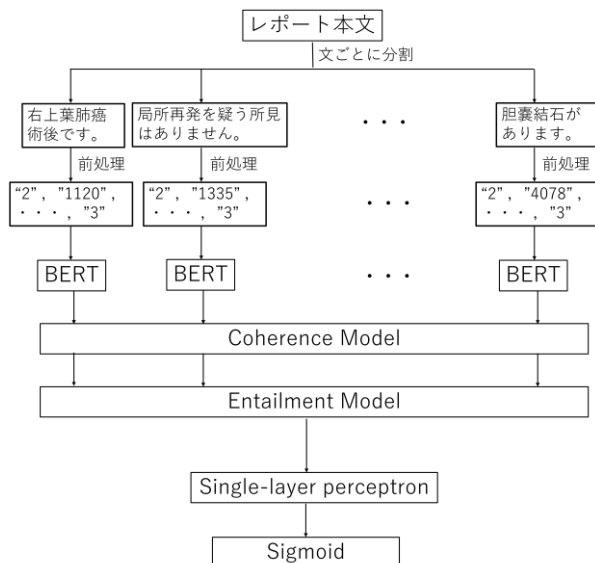 レポート本文
文ごとに分割
右上葉肺癌
術後です。
局所再発を疑う所見
はありません。
・・・
胆嚢結石が
あります。
前処理
前処理
前処理
“2”, ”1120”,
・・・, ”3”
“2”, ”1335”,
・・・, ”3”
・・・
“2”, ”4078”,
・・・, ”3”
BERT
BERT
・・・
BERT
Coherence Model
Entailment Model
Single-layer perceptron
Sigmoid